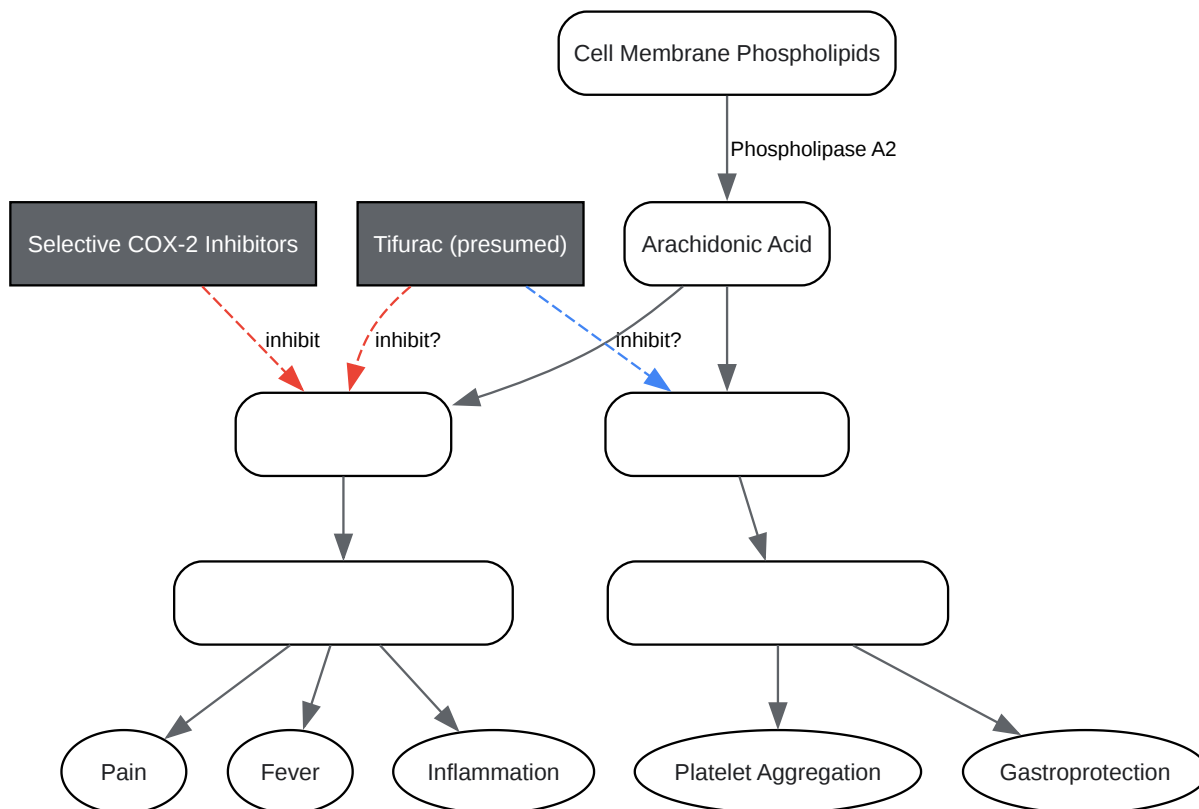 Cell Membrane Phospholipids
Phospholipase A2
Selective COX-2 Inhibitors
Tifurac (presumed)
Arachidonic Acid
inhibit
inhibit?
inhibit?
Pain
Fever
Inflammation
Platelet Aggregation
Gastroprotection